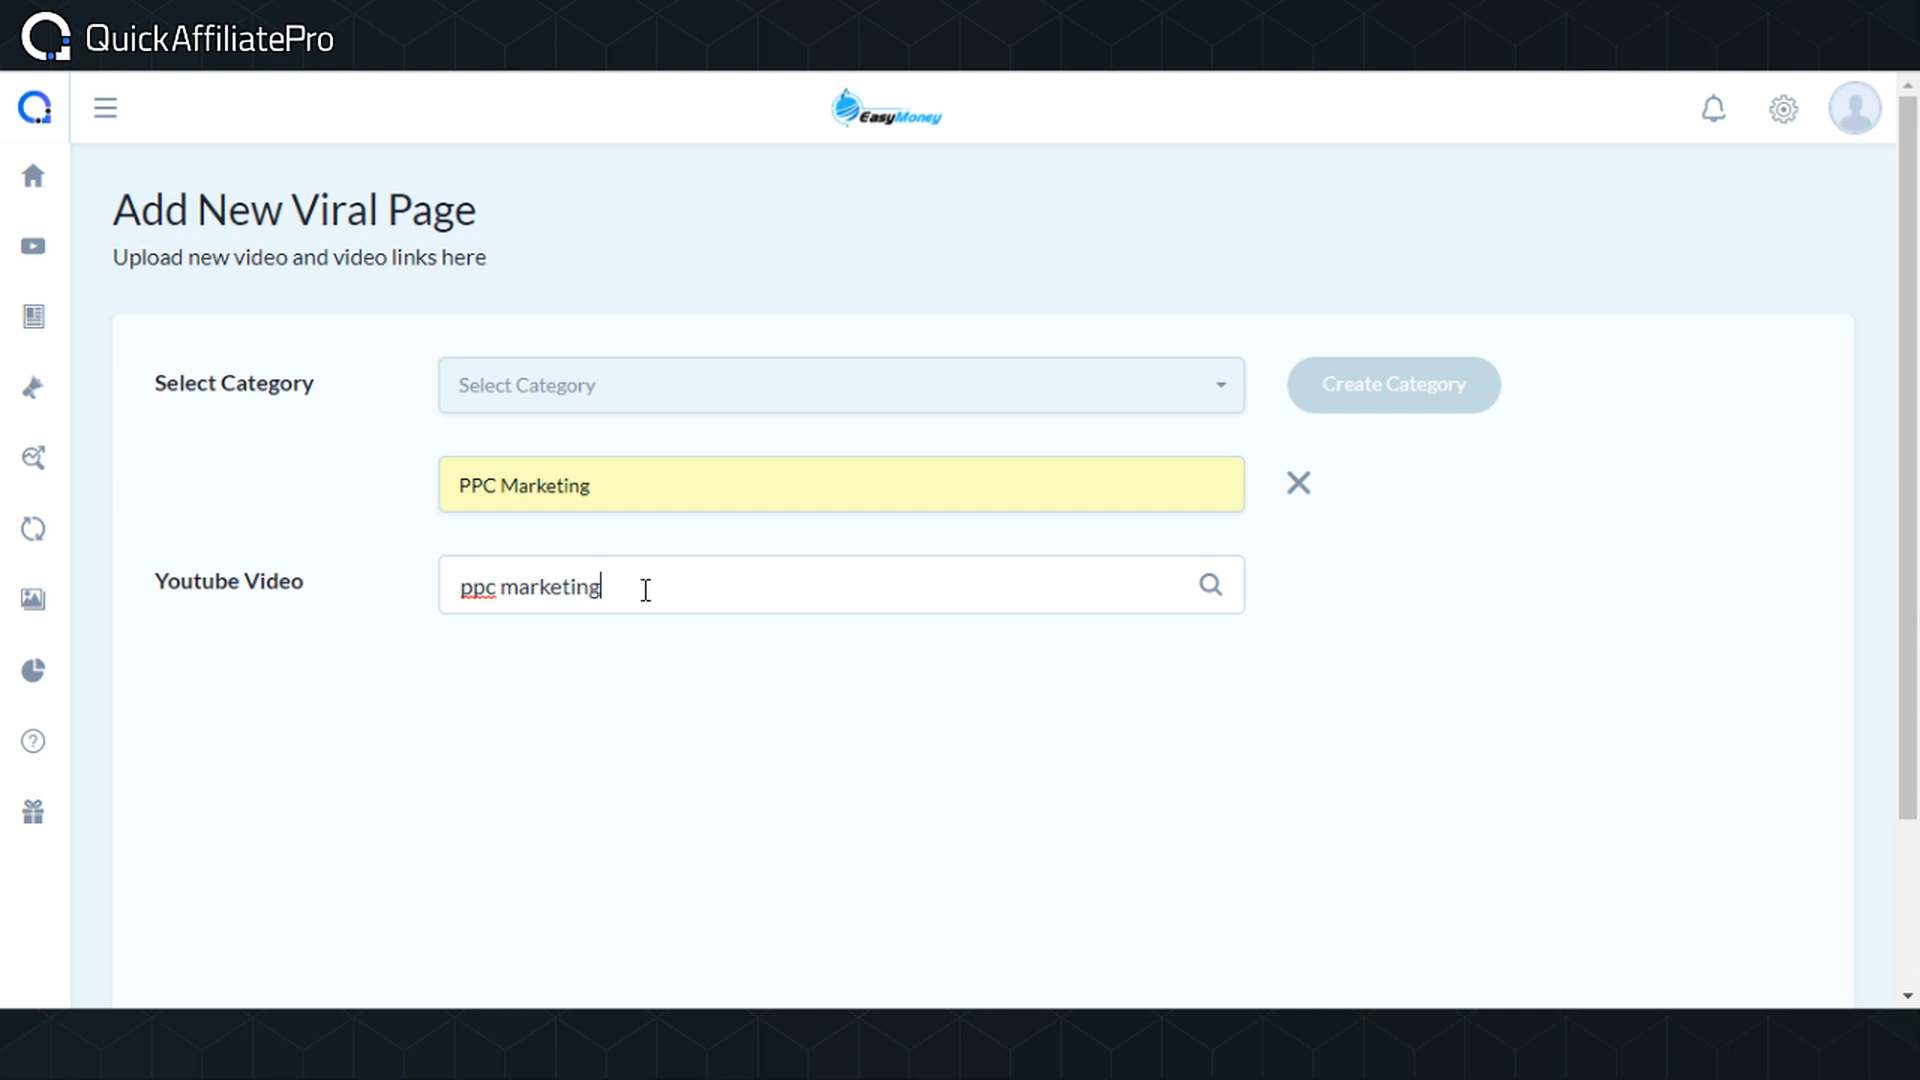 QuickAffiliatePro
EasyMoney
Add New Viral Page
Upload new video and video links here
Select Category
Select Category
Create Category
PPC Marketing
Youtube Video
ppc marketing